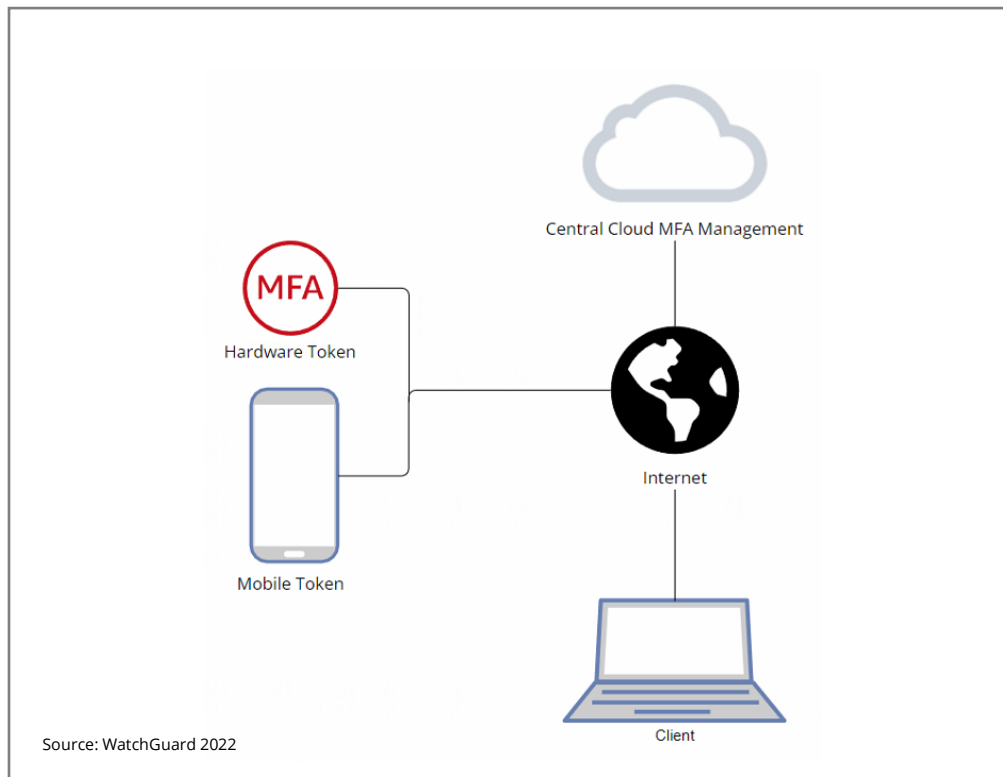 Central Cloud MFA Management
MFA
Hardware Token
Internet
Mobile Token
Client
Source: WatchGuard 2022